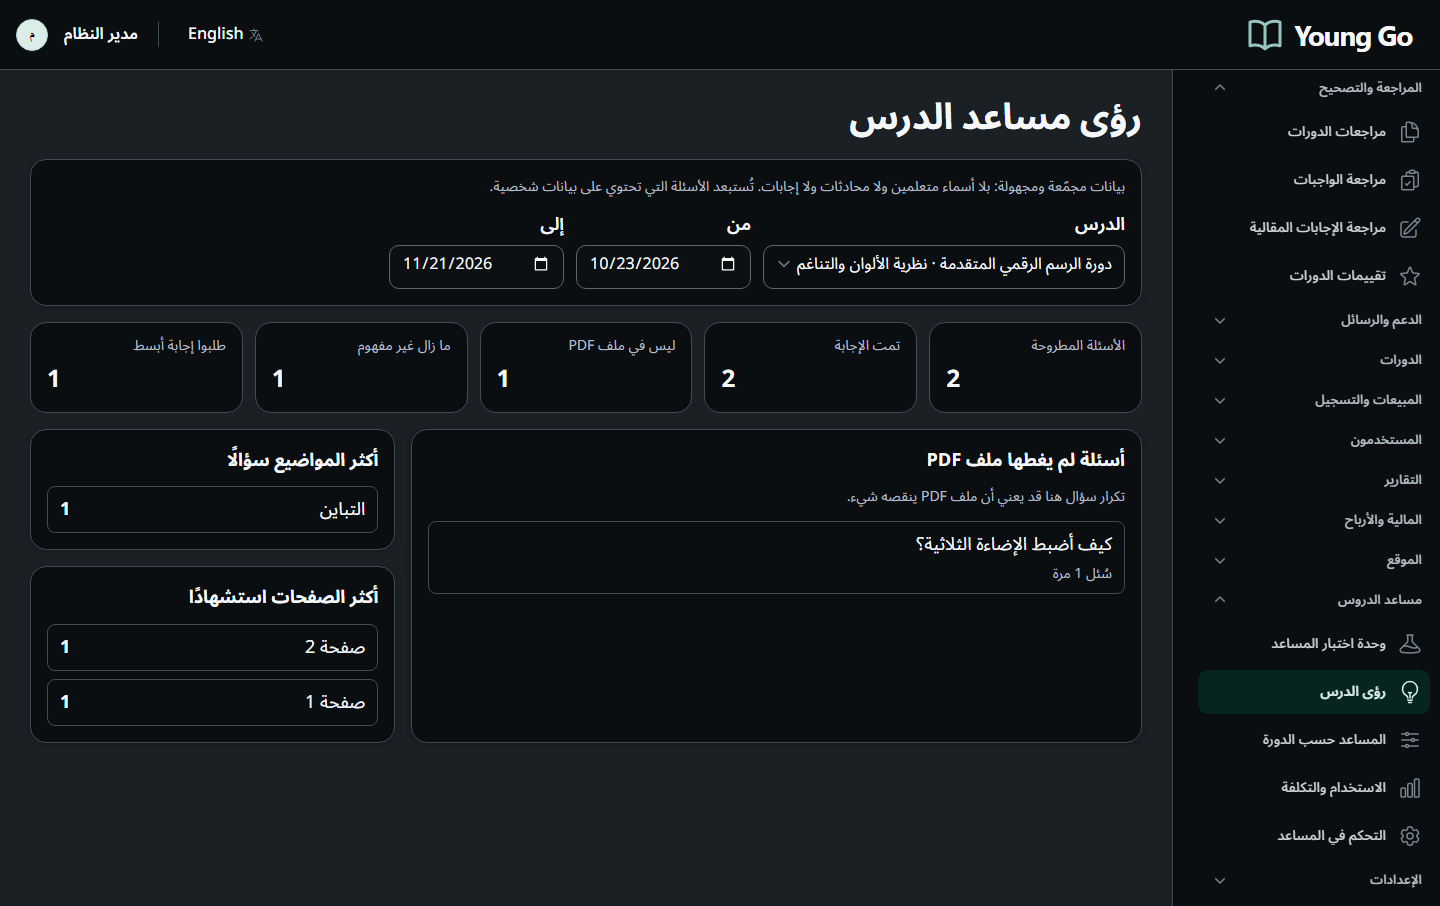 Young Go
English
مدير النظام
م
المراجعة والتصحيح
مراجعات الدورات
مراجعة الواجبات
مراجعة الإجابات المقالية
تقييمات الدورات
الدعم والرسائل
الدورات
المبيعات والتسجيل
المستخدمون
التقارير
المالية والأرباح
الموقع
مساعد الدروس
وحدة اختبار المساعد
رؤى الدرس
المساعد حسب الدورة
الاستخدام والتكلفة
التحكم في المساعد
الإعدادات
رؤى مساعد الدرس
بيانات مجمّعة ومجهولة: بلا أسماء متعلمين ولا محادثات ولا إجابات. تُستبعد الأسئلة التي تحتوي على بيانات شخصية.
الدرس
دورة الرسم الرقمي المتقدمة · نظرية الألوان والتناغم
من
10/23/2026
إلى
11/21/2026
الأسئلة المطروحة
2
تمت الإجابة
2
ليس في ملف PDF
1
ما زال غير مفهوم
1
طلبوا إجابة أبسط
1
أسئلة لم يغطها ملف PDF
تكرار سؤال هنا قد يعني أن ملف PDF ينقصه شيء.
كيف أضبط الإضاءة الثلاثية؟
سُئل 1 مرة
أكثر المواضيع سؤالًا
التباين 1
أكثر الصفحات استشهادًا
صفحة 2 1
صفحة 1 1